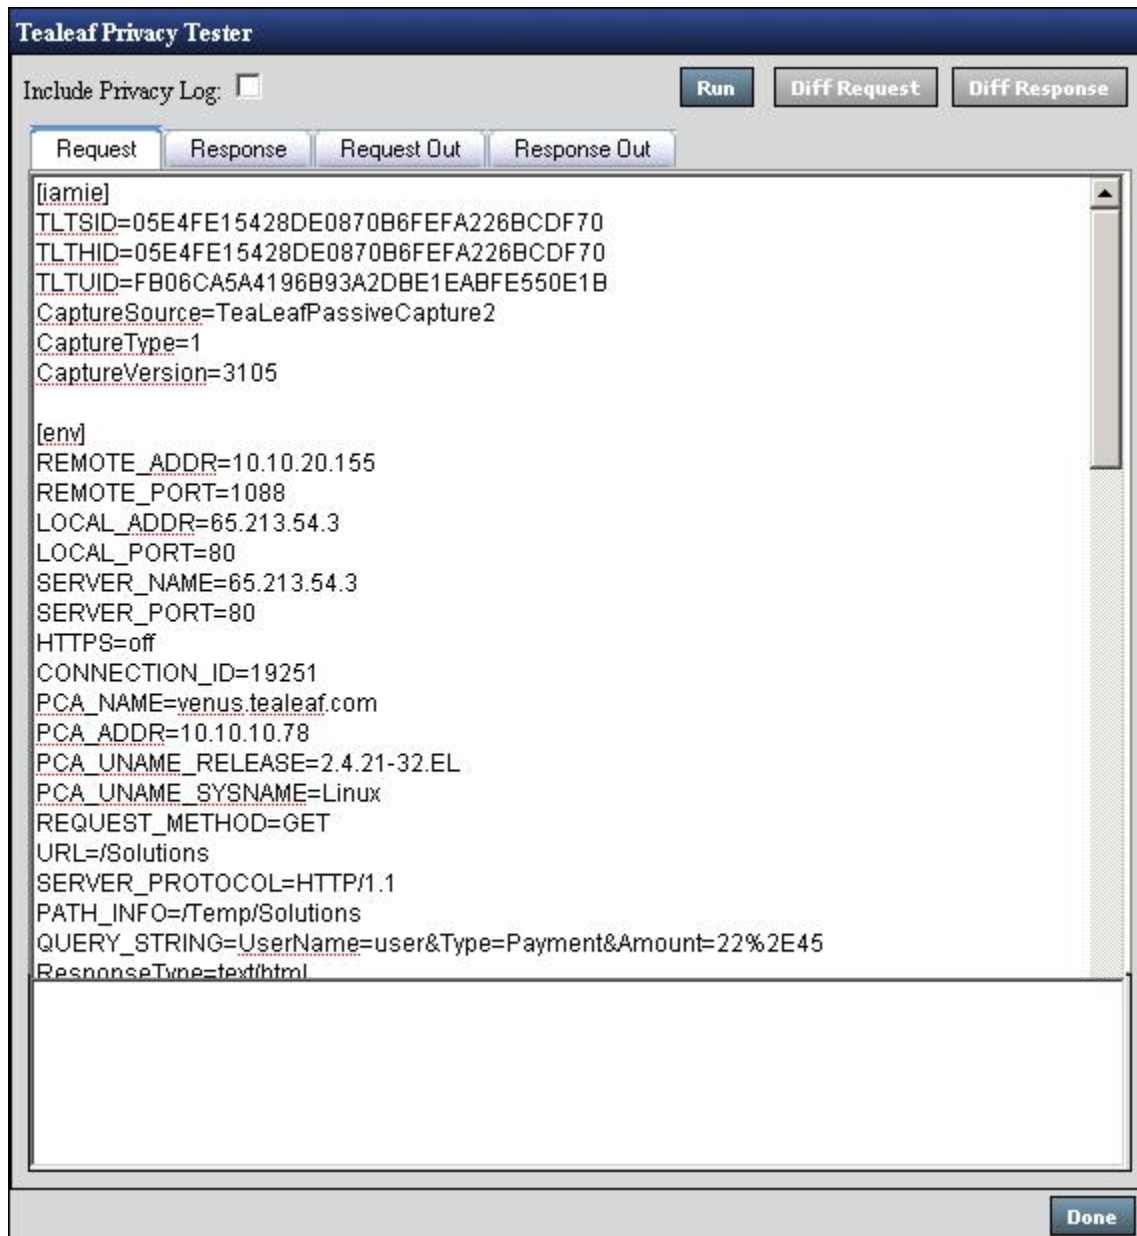 Tealeaf Privacy Tester
Include Privacy Log:
Run
Diff Request
Diff Response
Request
Response
Request Out
Response Out
[iamie]
TLTSID=05E4FE15428DE0870B6FEFA226BCDF70
TLTHID=05E4FE15428DE0870B6FEFA226BCDF70
TLTUID=FB06CA5A4196B93A2DBE1EABFE550E1B
CaptureSource=TeaLeafPassiveCapture2
CaptureType=1
CaptureVersion=3105
[env]
REMOTE_ADDR=10.10.20.155
REMOTE_PORT=1088
LOCAL_ADDR=65.213.54.3
LOCAL_PORT=80
SERVER_NAME=65.213.54.3
SERVER_PORT=80
HTTPS=off
CONNECTION_ID=19251
PCA_NAME=venus.tealeaf.com
PCA_ADDR=10.10.10.78
PCA_UNAME_RELEASE=2.4.21-32.EL
PCA_UNAME_SYSNAME=Linux
REQUEST_METHOD=GET
URL=/Solutions
SERVER_PROTOCOL=HTTP/1.1
PATH_INFO=/Temp/Solutions
QUERY_STRING=UserName=user&Type=Payment&Amount=22%2E45
ResponseType=text/html
Done